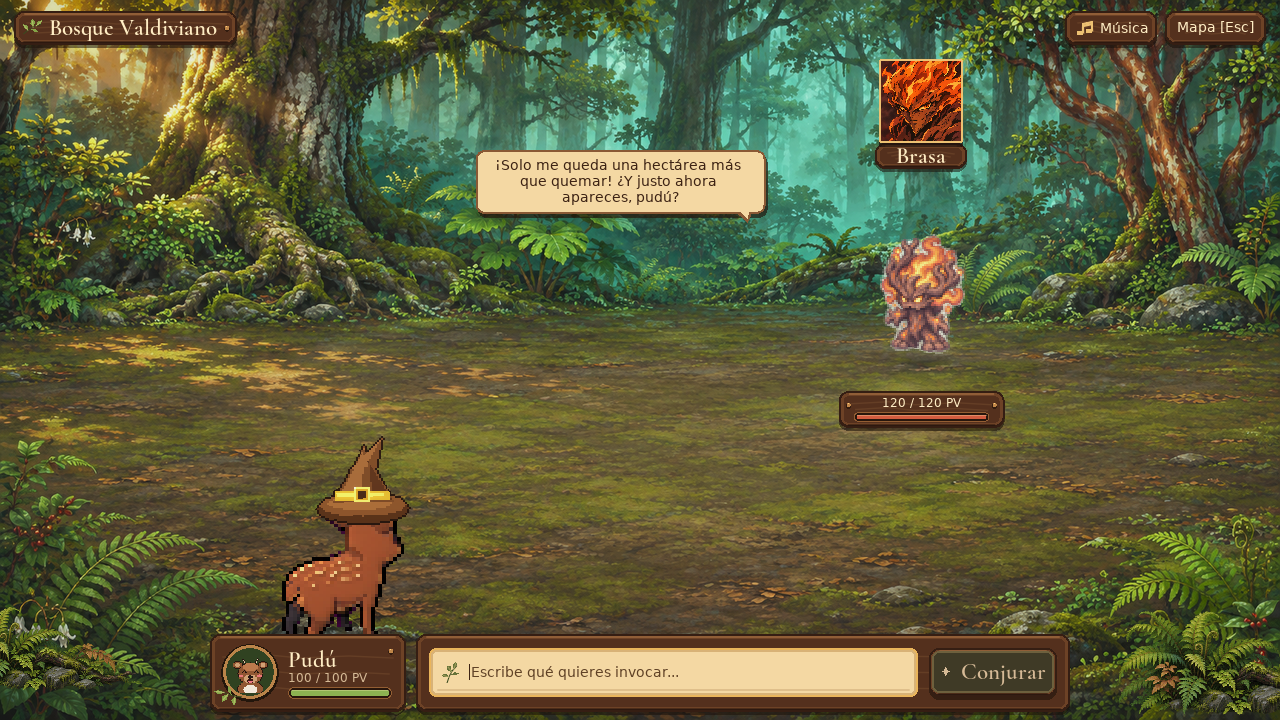 Bosque Valdiviano
Música
Mapa [Esc]
Brasa
¡Solo me queda una hectárea más
que quemar! ¿Y justo ahora
apareces, pudú?
120 / 120 PV
Pudú
100 / 100 PV
Escribe qué quieres invocar...
Conjurar